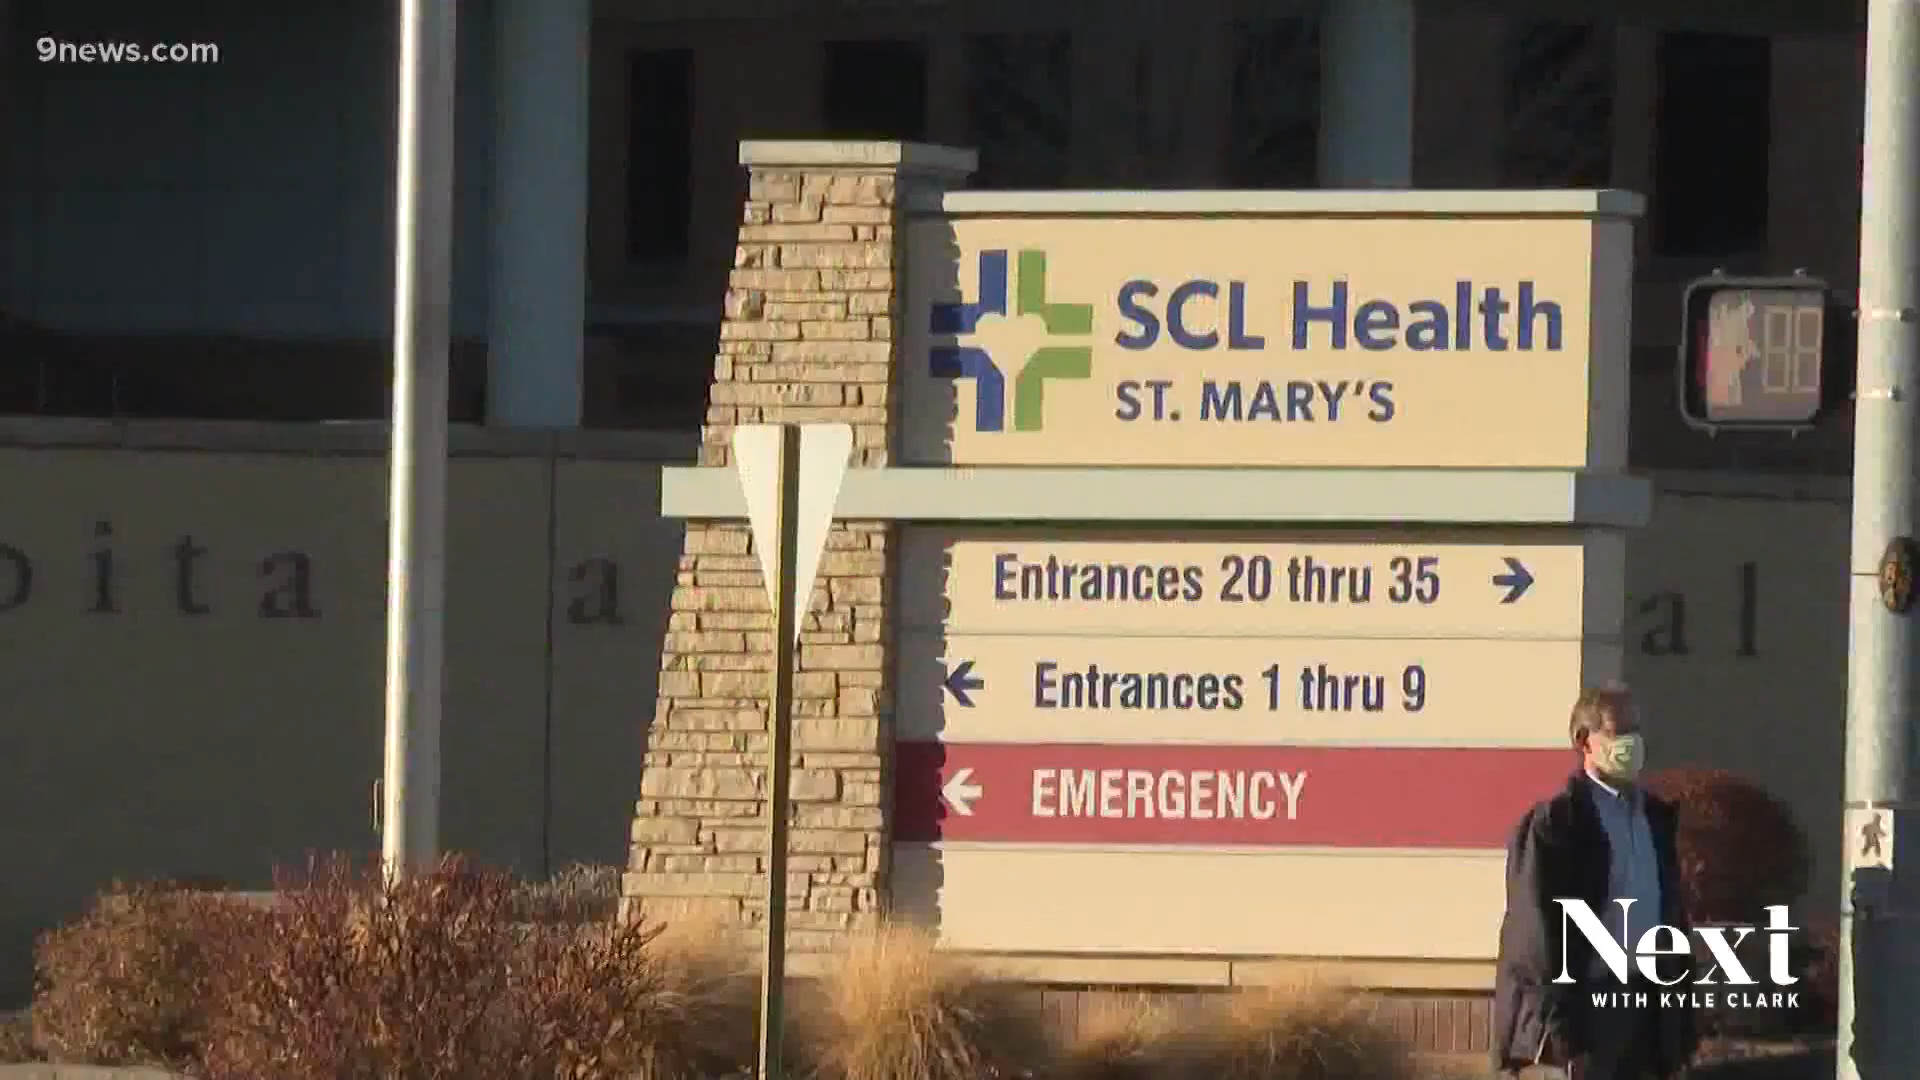 9news.com
SCL Health
ST. MARY'S
Entrances 20 thru 35 →
← Entrances 1 thru 9
← EMERGENCY
Next
WITH KYLE CLARK